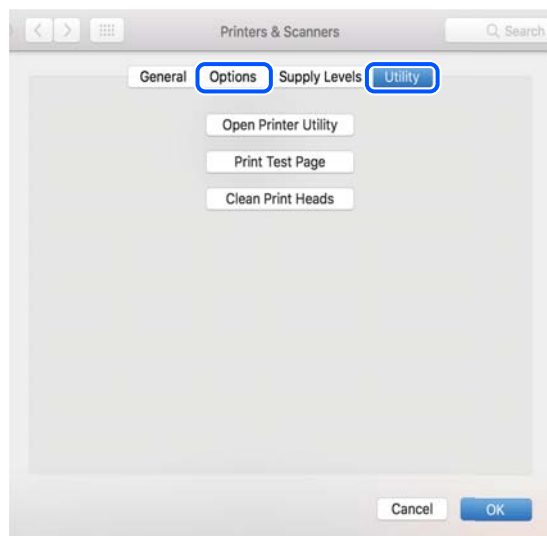 Printers & Scanners Search
General Options Supply Levels Utility
Open Printer Utility
Print Test Page
Clean Print Heads
Cancel OK